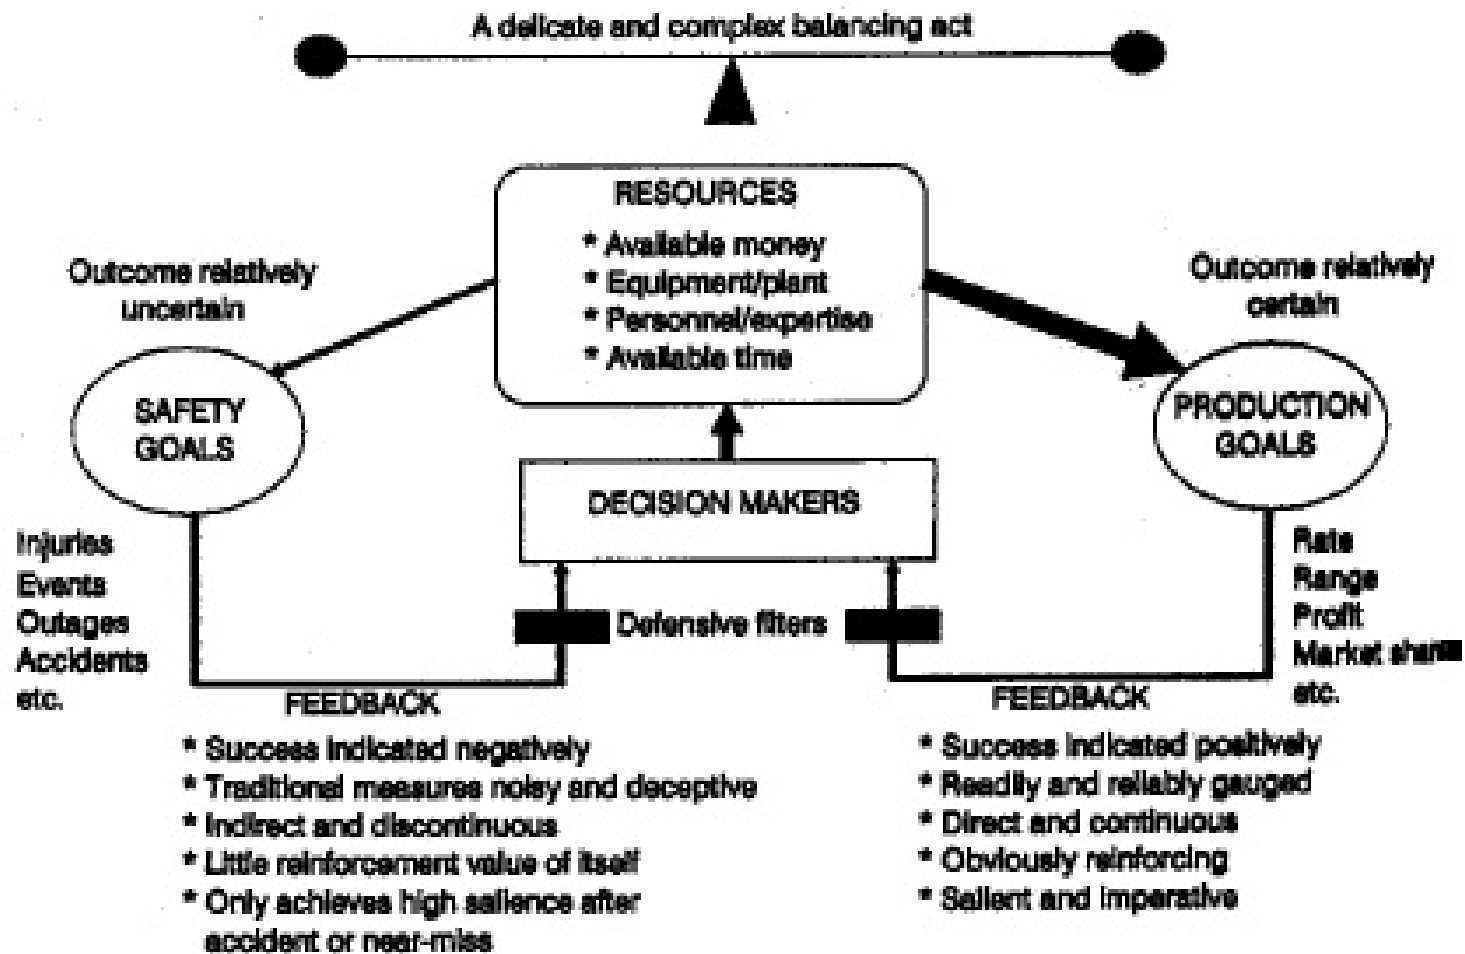 A delicate and complex balancing act
RESOURCES
* Available money
* Equipment/plant
* Personnel/expertise
* Available time
Outcome relatively
uncertain
Outcome relatively
certain
SAFETY
GOALS
PRODUCTION
GOALS
DECISION MAKERS
Injuries
Events
Outages
Accidents
etc.
Defensive filters
Rate
Range
Profit
Market share
etc.
FEEDBACK
* Success indicated negatively
* Traditional measures noisy and deceptive
* Indirect and discontinuous
* Little reinforcement value of itself
* Only achieves high salience after
accident or near-miss
FEEDBACK
* Success indicated positively
* Readily and reliably gauged
* Direct and continuous
* Obviously reinforcing
* Salient and imperative